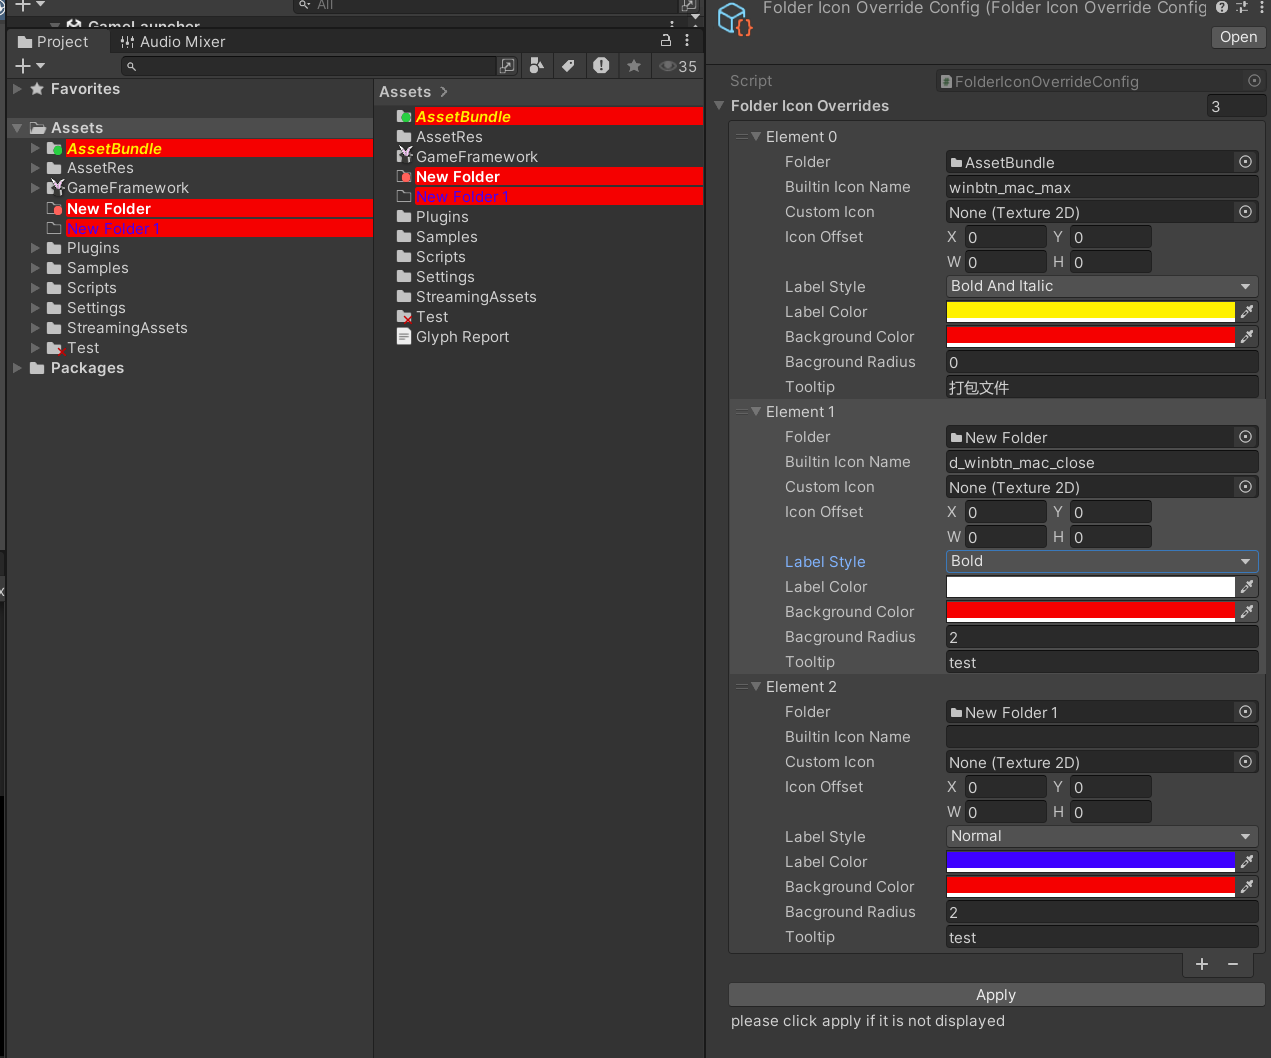 All
GameLauncher
Project
Audio Mixer
35
Favorites
Assets
AssetBundle
AssetRes
GameFramework
New Folder
New Folder 1
Plugins
Samples
Scripts
Settings
StreamingAssets
Test
Packages
Assets
AssetBundle
AssetRes
GameFramework
New Folder
New Folder 1
Plugins
Samples
Scripts
Settings
StreamingAssets
Test
Glyph Report
Folder Icon Override Config (Folder Icon Override Config
Open
Script FolderIconOverrideConfig
Folder Icon Overrides 3
Element 0
Folder AssetBundle
Builtin Icon Name winbtn_mac_max
Custom Icon None (Texture 2D)
Icon Offset X 0 Y 0
W 0 H 0
Label Style Bold And Italic
Label Color
Background Color
Bacground Radius 0
Tooltip 打包文件
Element 1
Folder New Folder
Builtin Icon Name d_winbtn_mac_close
Custom Icon None (Texture 2D)
Icon Offset X 0 Y 0
W 0 H 0
Label Style Bold
Label Color
Background Color
Bacground Radius 2
Tooltip test
Element 2
Folder New Folder 1
Builtin Icon Name
Custom Icon None (Texture 2D)
Icon Offset X 0 Y 0
W 0 H 0
Label Style Normal
Label Color
Background Color
Bacground Radius 2
Tooltip test
Apply
please click apply if it is not displayed